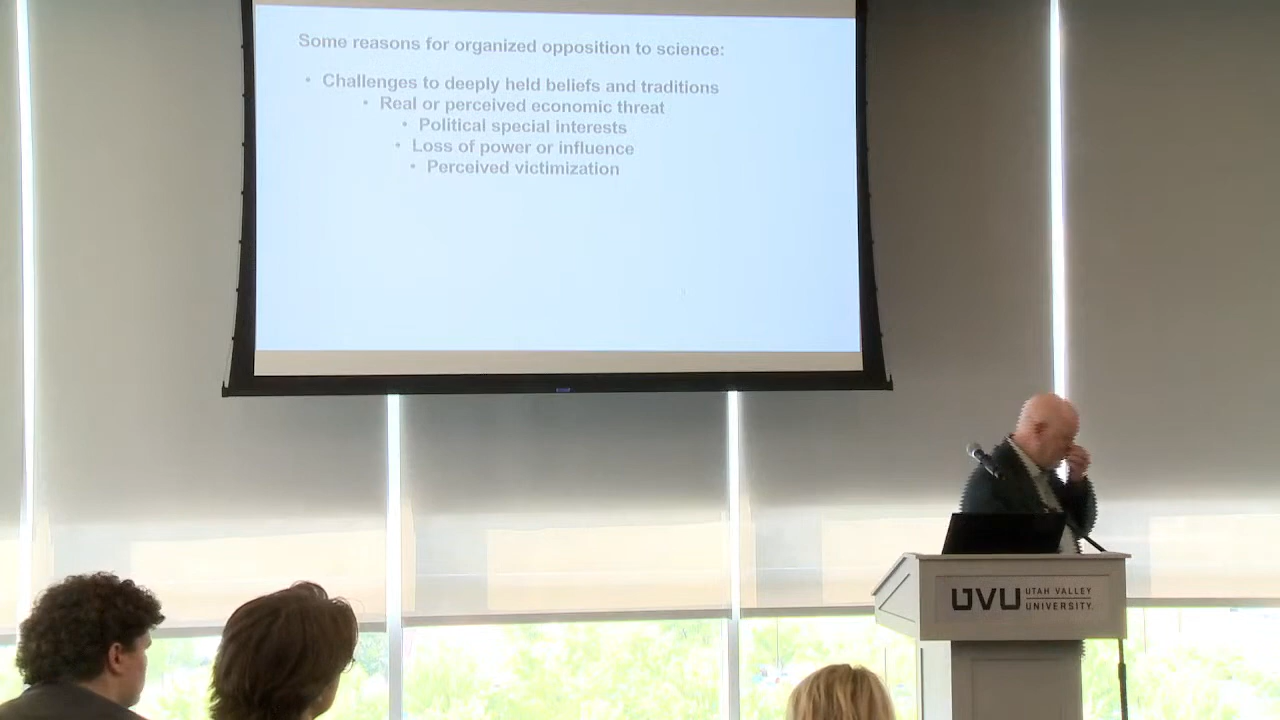 Some reasons for organized opposition to science:
• Challenges to deeply held beliefs and traditions
• Real or perceived economic threat
• Political special interests
• Loss of power or influence
• Perceived victimization
UVU UTAH VALLEY
UNIVERSITY.